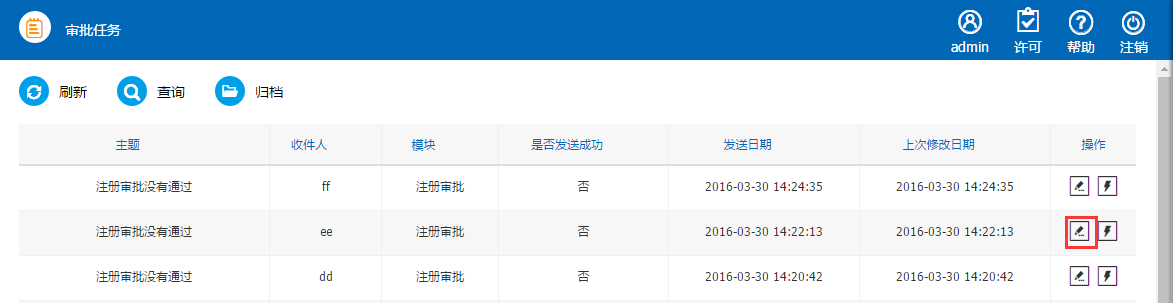 审批任务
admin 许可 帮助 注销
刷新 查询 归档
主题 收件人 模块 是否发送成功 发送日期 上次修改日期 操作
注册审批没有通过 ff 注册审批 否 2016-03-30 14:24:35 2016-03-30 14:24:35
注册审批没有通过 ee 注册审批 否 2016-03-30 14:22:13 2016-03-30 14:22:13
注册审批没有通过 dd 注册审批 否 2016-03-30 14:20:42 2016-03-30 14:20:42